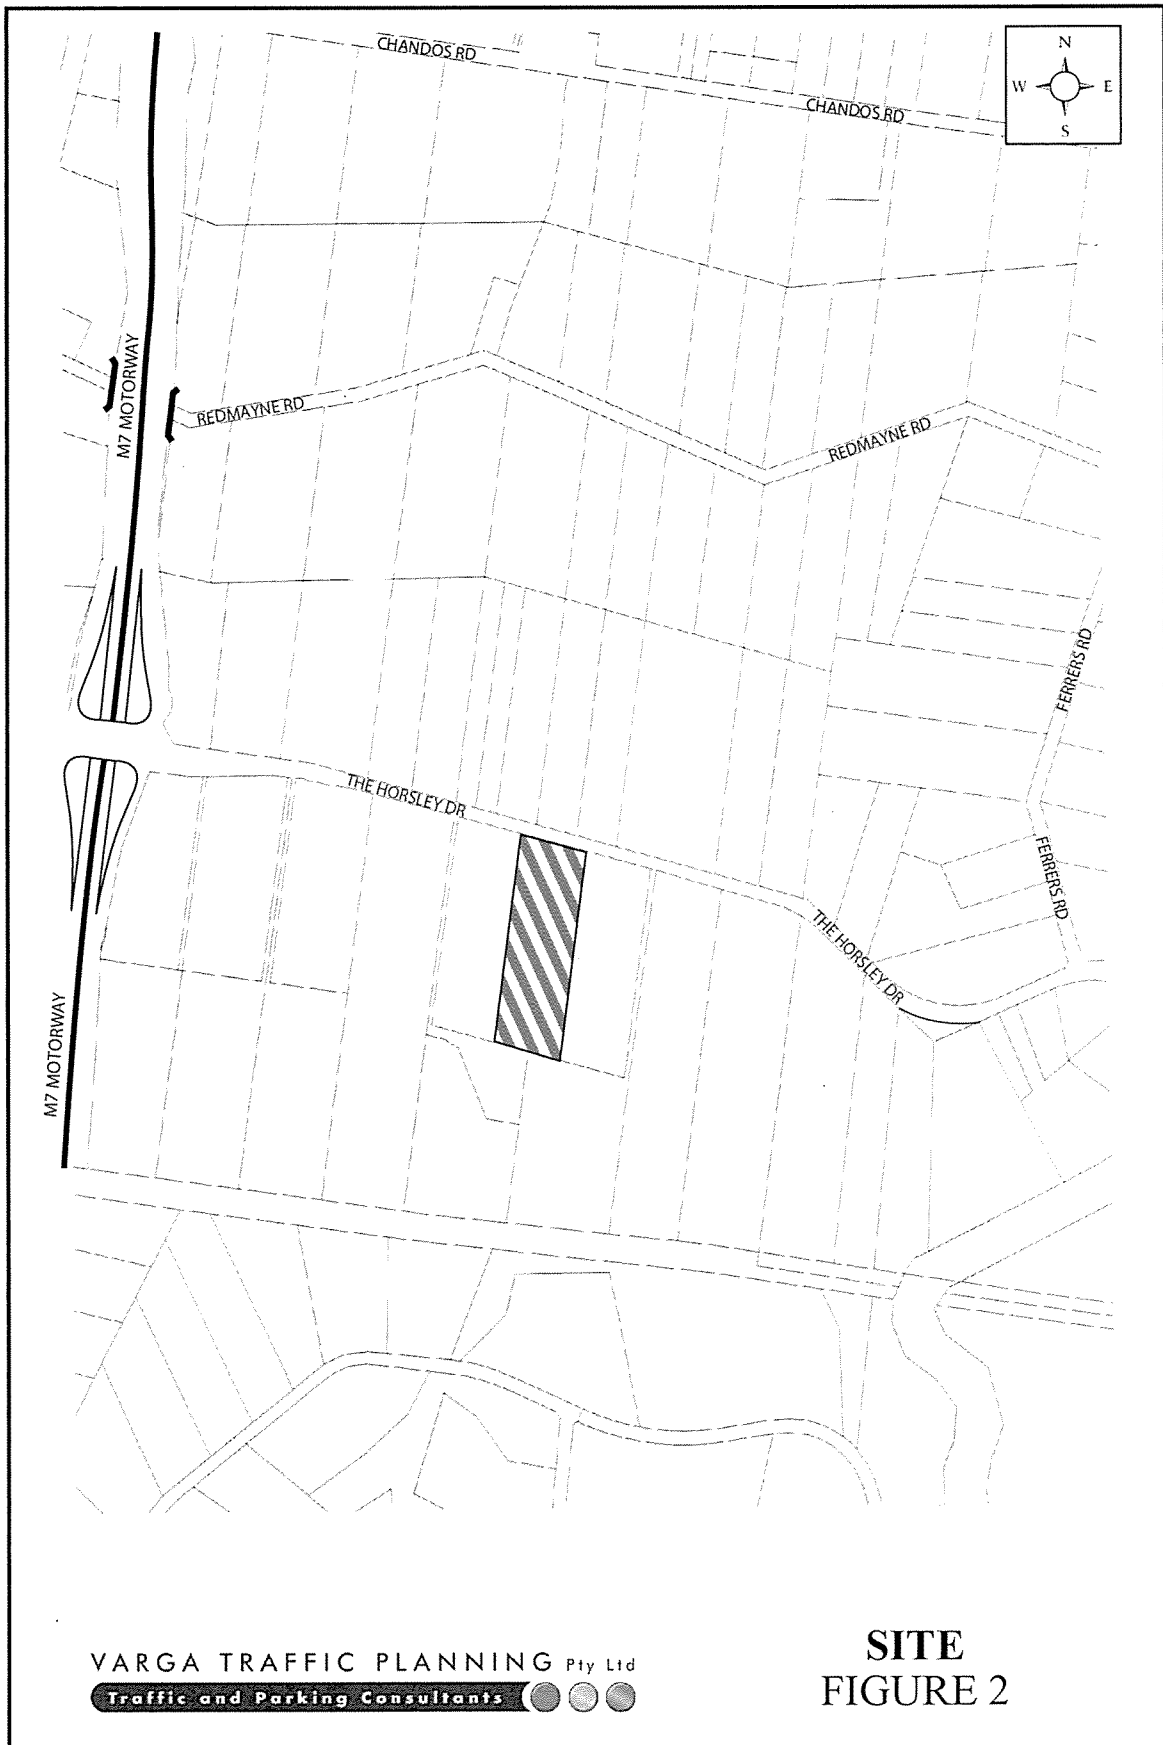 CHANDOS RD
N
W E
S
CHANDOS RD
M7 MOTORWAY
REDMAYNE RD
REDMAYNE RD
FERRERS RD
THE HORSLEY DR
FERRERS RD
THE HORSLEY DR
M7 MOTORWAY
VARGA TRAFFIC PLANNING Pty Ltd
Traffic and Parking Consultants
SITE
FIGURE 2